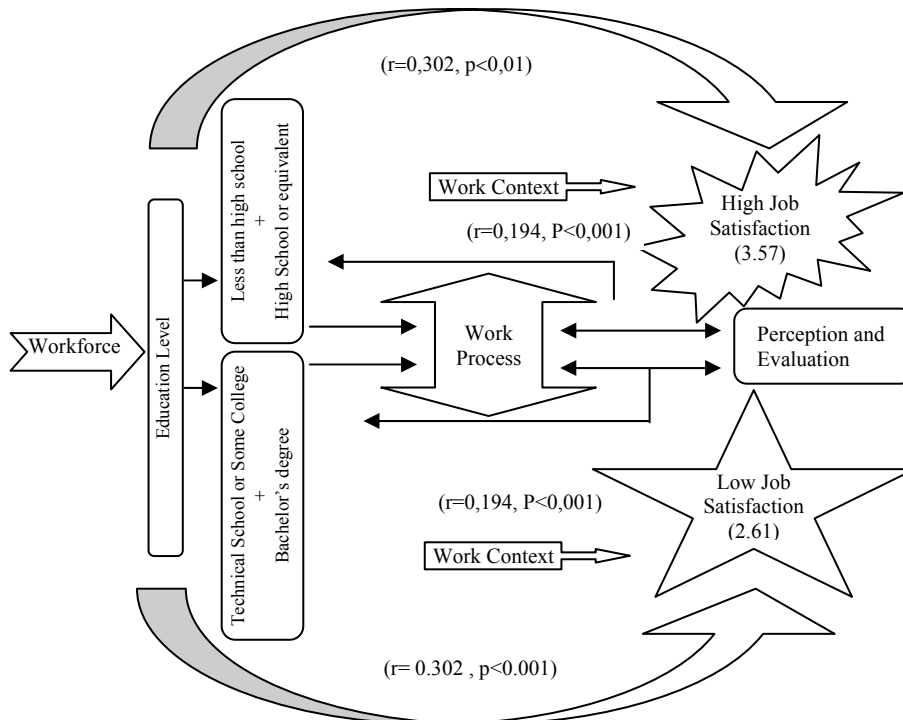 (r=0,302, p<0,01)
Less than high school
+
High School or equivalent
Work Context
High Job
Satisfaction
(3.57)
(r=0,194, P<0,001)
Workforce
Education Level
Work
Process
Perception and
Evaluation
Technical School or Some College
+
Bachelor’s degree
Low Job
Satisfaction
(2.61)
(r=0,194, P<0,001)
Work Context
(r= 0.302 , p<0.001)